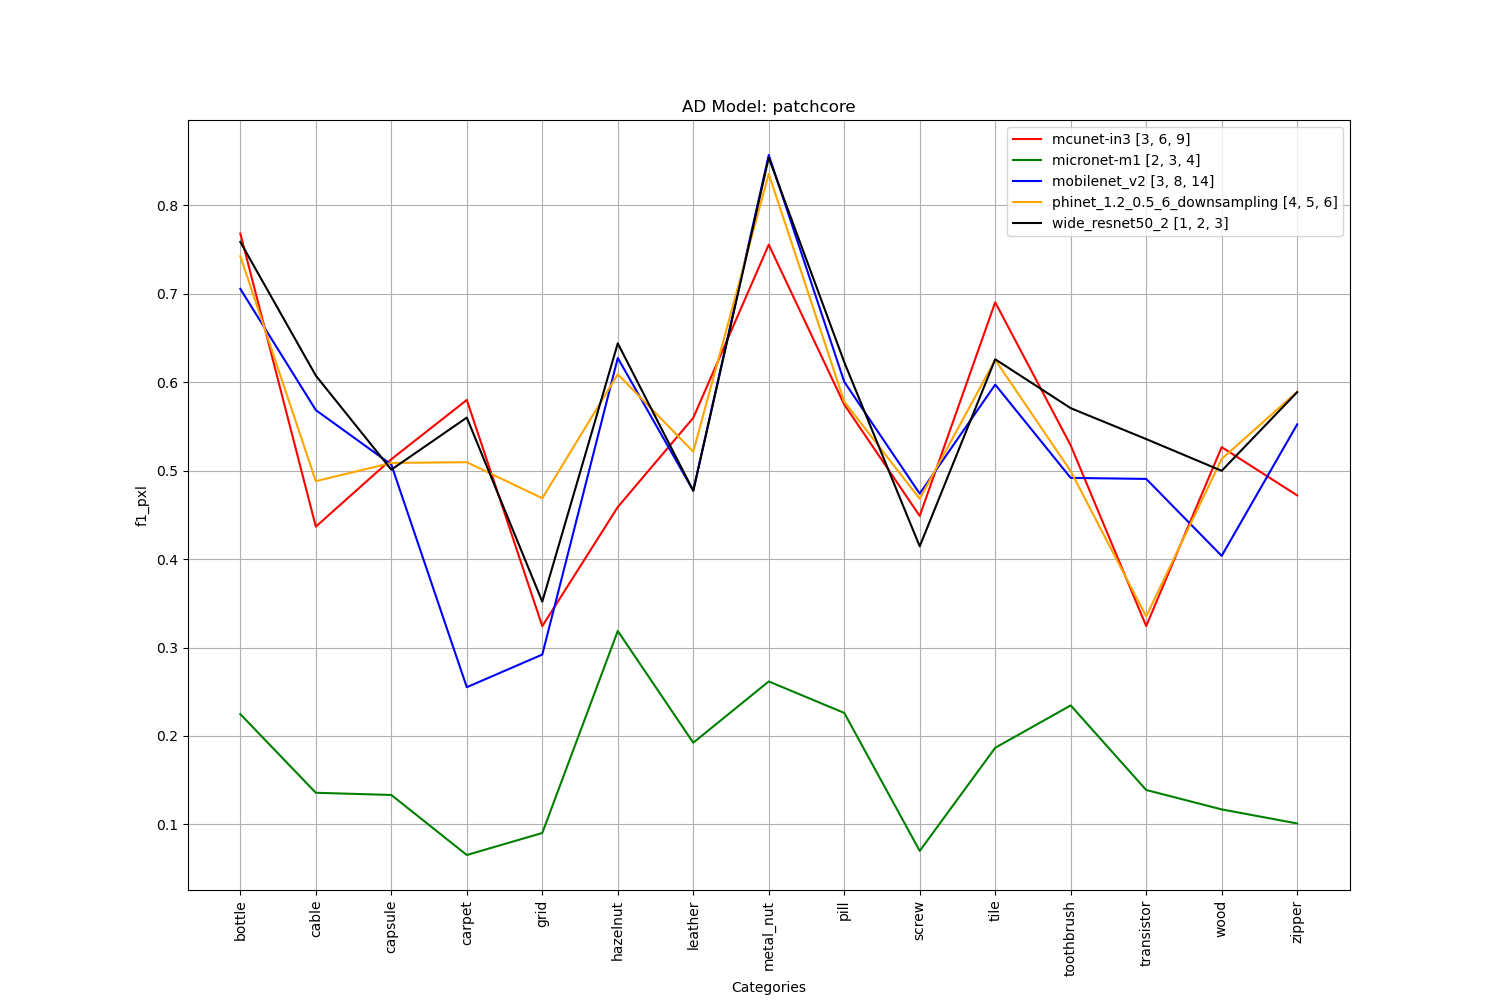 AD Model: patchcore
mcunet-in3 [3, 6, 9]
micronet-m1 [2, 3, 4]
mobilenet_v2 [3, 8, 14]
phinet_1.2_0.5_6_downsampling [4, 5, 6]
wide_resnet50_2 [1, 2, 3]
f1_pxl
0.8
0.7
0.6
0.5
0.4
0.3
0.2
0.1
bottle
cable
capsule
carpet
grid
hazelnut
leather
metal_nut
pill
screw
tile
toothbrush
transistor
wood
zipper
Categories